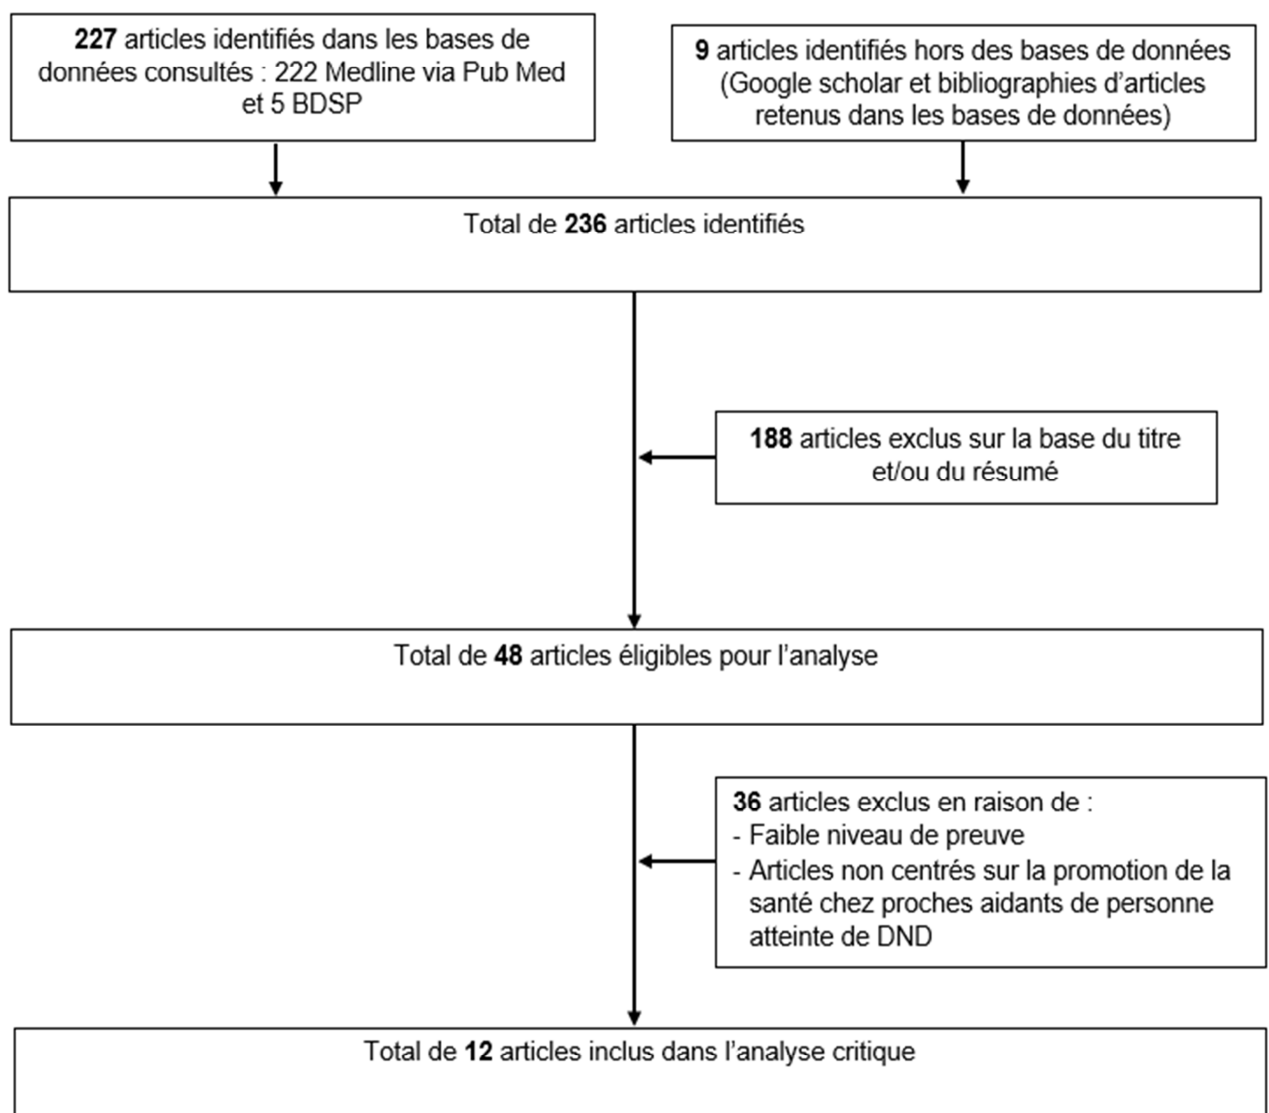 227 articles identifiés dans les bases de
données consultés : 222 Medline via Pub Med
et 5 BDSP
9 articles identifiés hors des bases de données
(Google scholar et bibliographies d’articles
retenus dans les bases de données)
Total de 236 articles identifiés
188 articles exclus sur la base du titre
et/ou du résumé
Total de 48 articles éligibles pour l’analyse
36 articles exclus en raison de :
- Faible niveau de preuve
- Articles non centrés sur la promotion de la
santé chez proches aidants de personne
atteinte de DND
Total de 12 articles inclus dans l’analyse critique